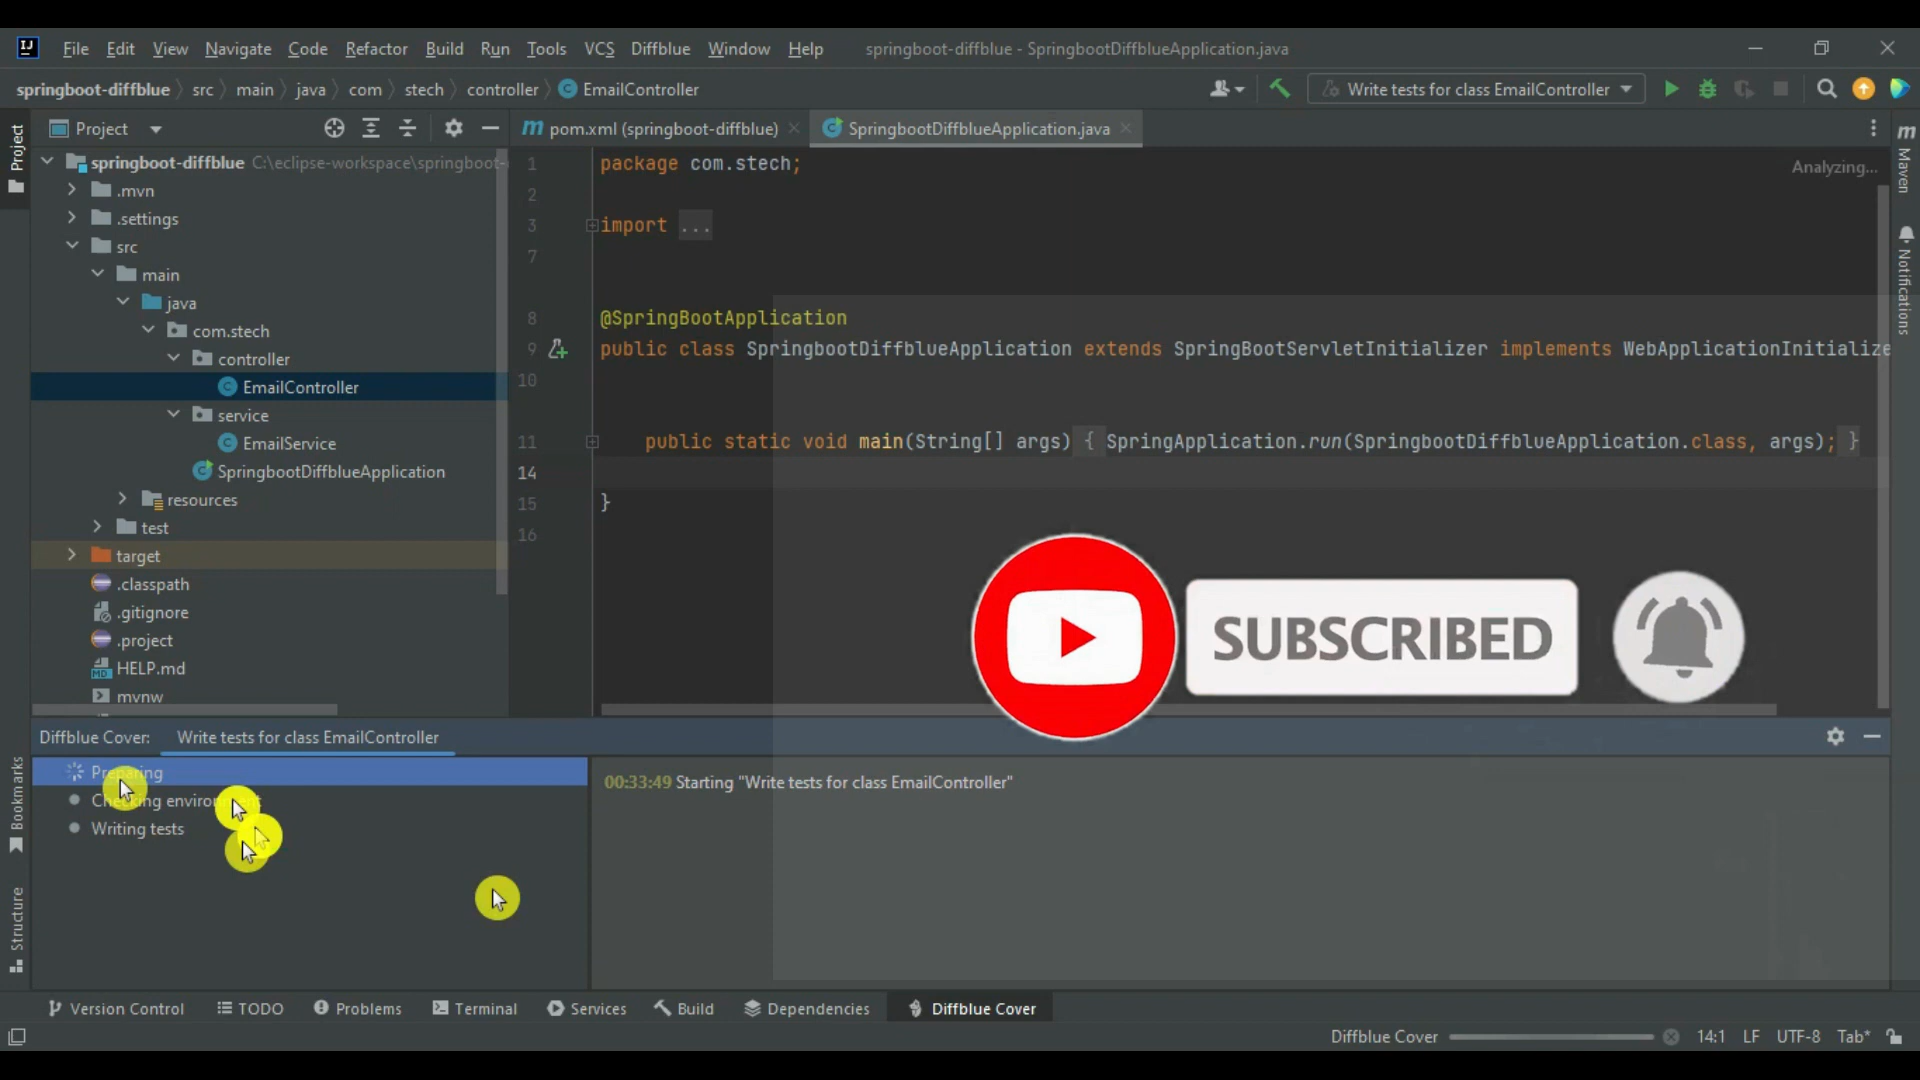 IJ File Edit View Navigate Code Refactor Build Run Tools VCS Diffblue Window Help springboot-diffblue - SpringbootDiffblueApplication.java
springboot-diffblue src main java com stech controller EmailController Write tests for class EmailController
Project
Project pom.xml (springboot-diffblue) SpringbootDiffblueApplication.java
Maven
Notifications
springboot-diffblue C:\eclipse-workspace\springboot-
.mvn
.settings
src
main
java
com.stech
controller
EmailController
service
EmailService
SpringbootDiffblueApplication
resources
test
target
.classpath
.gitignore
.project
HELP.md
mvnw
Analyzing...
1 package com.stech;
2
3 import ...
7
8 @SpringBootApplication
9 public class SpringbootDiffblueApplication extends SpringBootServletInitializer implements WebApplicationInitialize
10
11 public static void main(String[] args) { SpringApplication.run(SpringbootDiffblueApplication.class, args); }
14
15 }
16
SUBSCRIBED
Diffblue Cover: Write tests for class EmailController
Preparing
Checking environment
Writing tests
00:33:49 Starting "Write tests for class EmailController"
Bookmarks
Structure
Version Control TODO Problems Terminal Services Build Dependencies Diffblue Cover
Diffblue Cover 14:1 LF UTF-8 Tab*